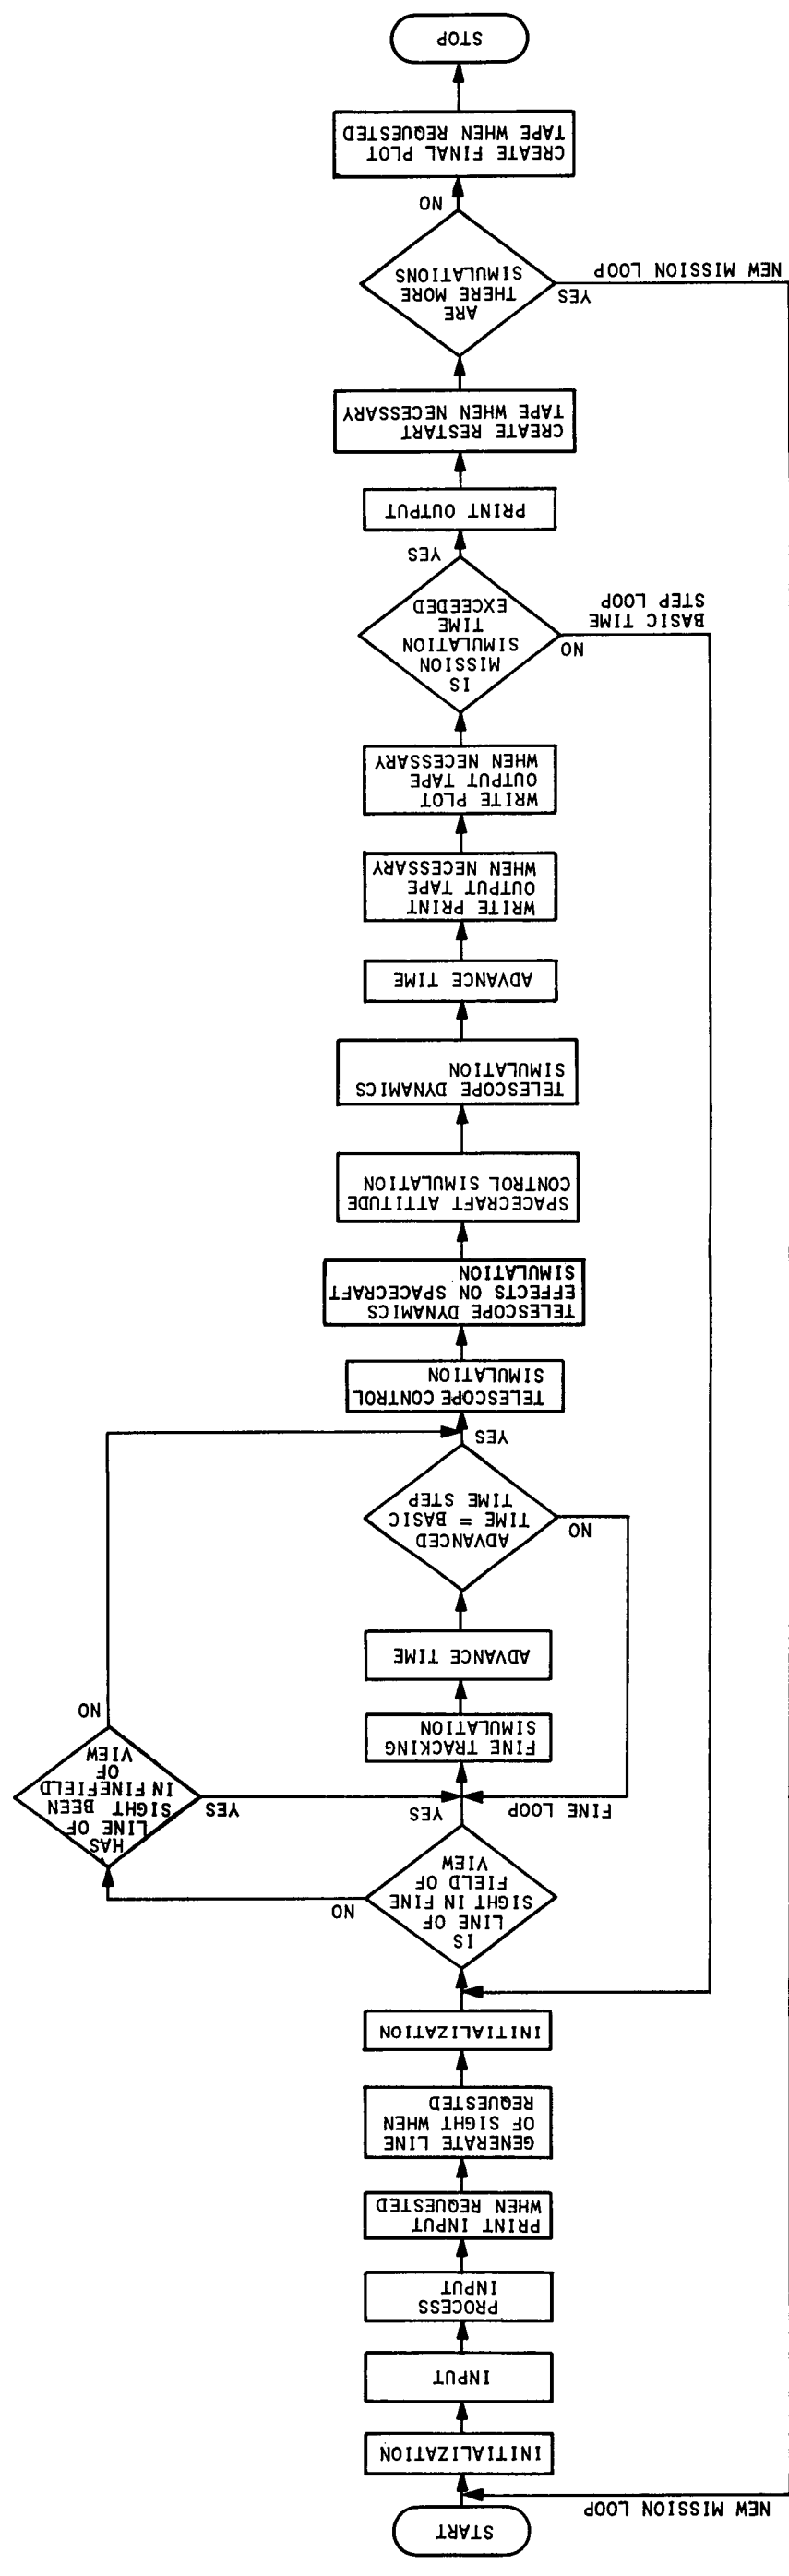 START
NEW MISSION LOOP
INITIALIZATION
INPUT
PROCESS
INPUT
PRINT INPUT
WHEN REQUESTED
GENERATE LINE
OF SIGHT WHEN
REQUESTED
INITIALIZATION
IS
LINE OF
SIGHT IN FINE
FIELD OF
VIEW
NO
YES
HAS
LINE OF
SIGHT BEEN
IN FINE FIELD
OF
VIEW
YES
NO
FINE LOOP
FINE TRACKING
SIMULATION
ADVANCE TIME
ADVANCED
TIME = BASIC
TIME STEP
NO
YES
TELESCOPE CONTROL
SIMULATION
TELESCOPE DYNAMICS
EFFECTS ON SPACECRAFT
SIMULATION
SPACECRAFT ATTITUDE
CONTROL SIMULATION
TELESCOPE DYNAMICS
SIMULATION
ADVANCE TIME
WRITE PRINT
OUTPUT TAPE
WHEN NECESSARY
WRITE PLOT
OUTPUT TAPE
WHEN NECESSARY
IS
MISSION
SIMULATION
TIME
EXCEEDED
NO
BASIC TIME
STEP LOOP
YES
PRINT OUTPUT
CREATE RESTART
TAPE WHEN NECESSARY
ARE
THERE MORE
SIMULATIONS
YES
NEW MISSION LOOP
NO
CREATE FINAL PLOT
TAPE WHEN REQUESTED
STOP